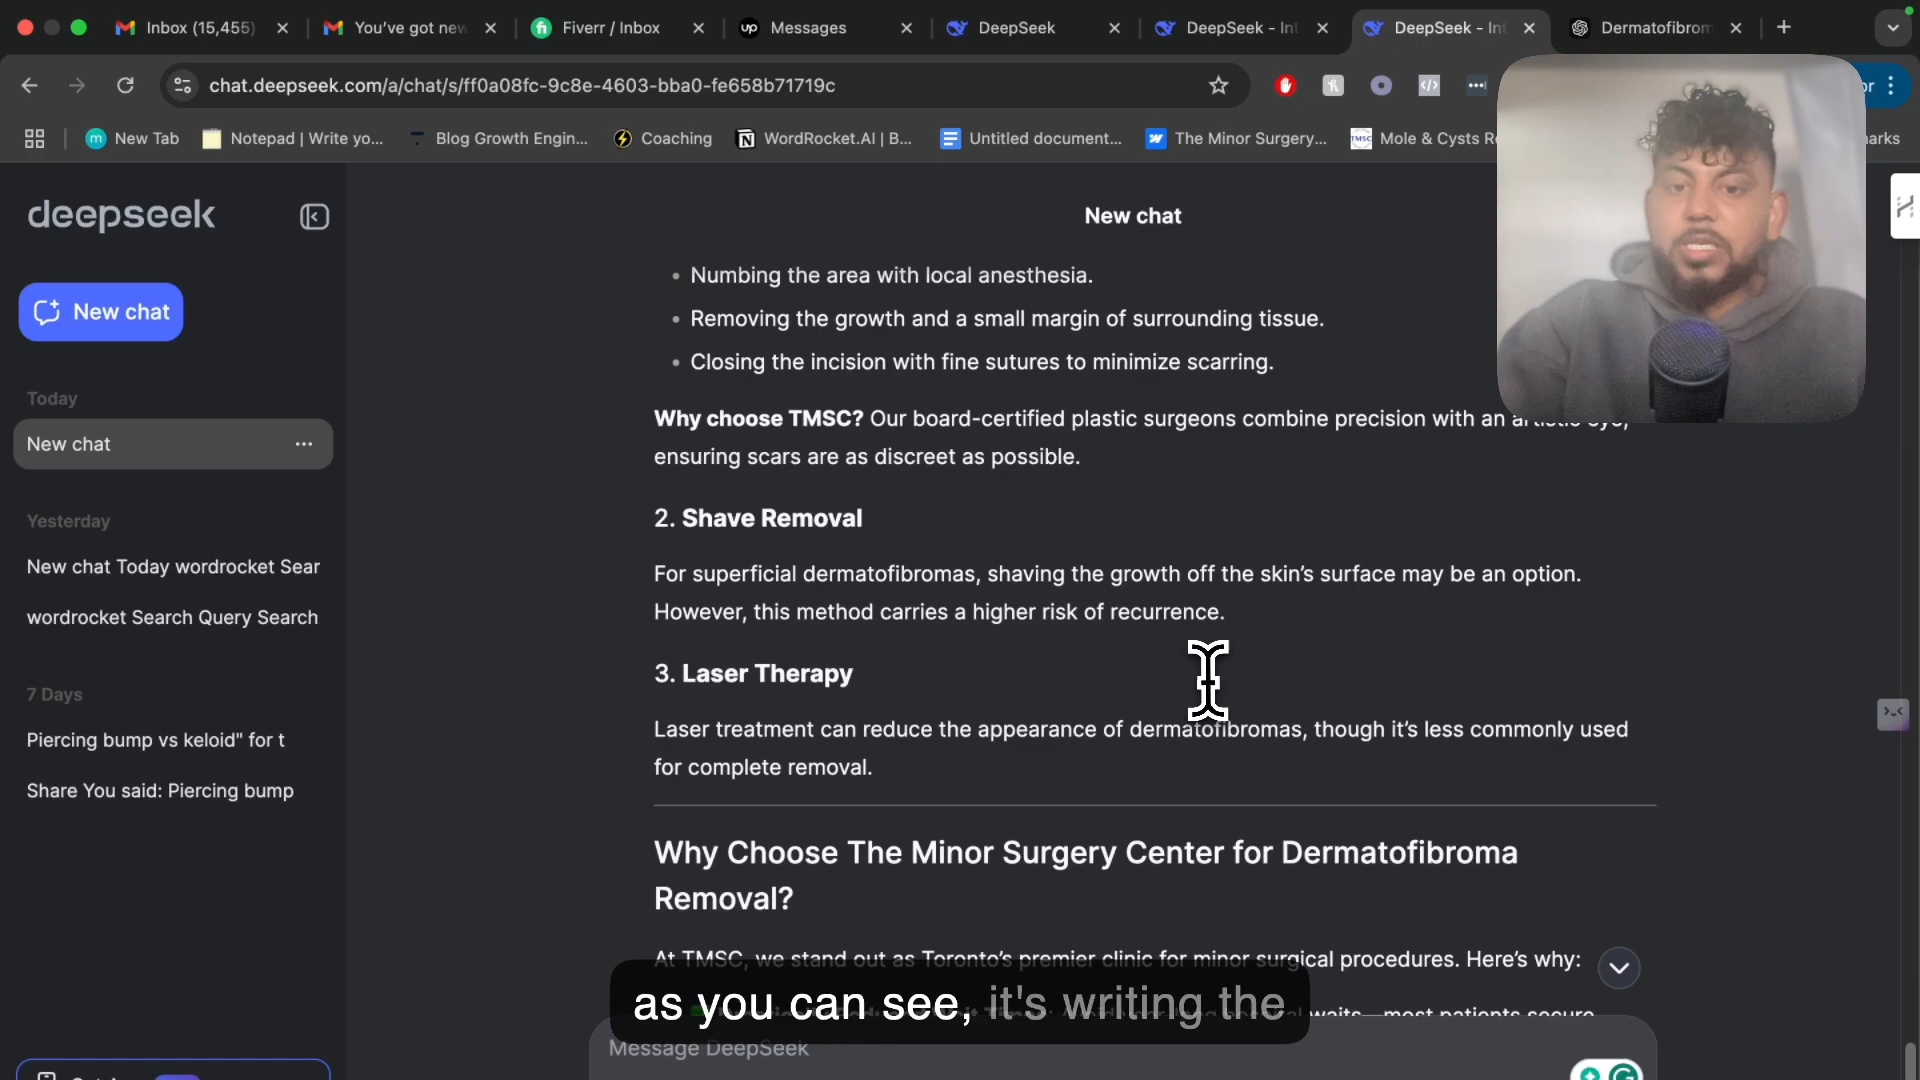 Inbox (15,455)
You've got new
Fiverr / Inbox
up Messages
DeepSeek
DeepSeek - Int
DeepSeek - Int
Dermatofibrom
chat.deepseek.com/a/chat/s/ff0a08fc-9c8e-4603-bba0-fe658b71719c
New Tab
Notepad | Write yo...
Blog Growth Engin...
Coaching
WordRocket.AI | B...
Untitled document...
The Minor Surgery...
TMSC Mole & Cysts Re
arks
deepseek
New chat
Today
New chat
Yesterday
New chat Today wordrocket Sear
wordrocket Search Query Search
7 Days
Piercing bump vs keloid" for t
Share You said: Piercing bump
New chat
• Numbing the area with local anesthesia.
• Removing the growth and a small margin of surrounding tissue.
• Closing the incision with fine sutures to minimize scarring.
Why choose TMSC? Our board-certified plastic surgeons combine precision with an artistic eye,
ensuring scars are as discreet as possible.
2. Shave Removal
For superficial dermatofibromas, shaving the growth off the skin's surface may be an option.
However, this method carries a higher risk of recurrence.
3. Laser Therapy
Laser treatment can reduce the appearance of dermatofibromas, though it's less commonly used
for complete removal.
Why Choose The Minor Surgery Center for Dermatofibroma
Removal?
At TMSC, we stand out as Toronto's premier clinic for minor surgical procedures. Here's why:
waits—most patients secure
as you can see, it's writing the
Message DeepSeek